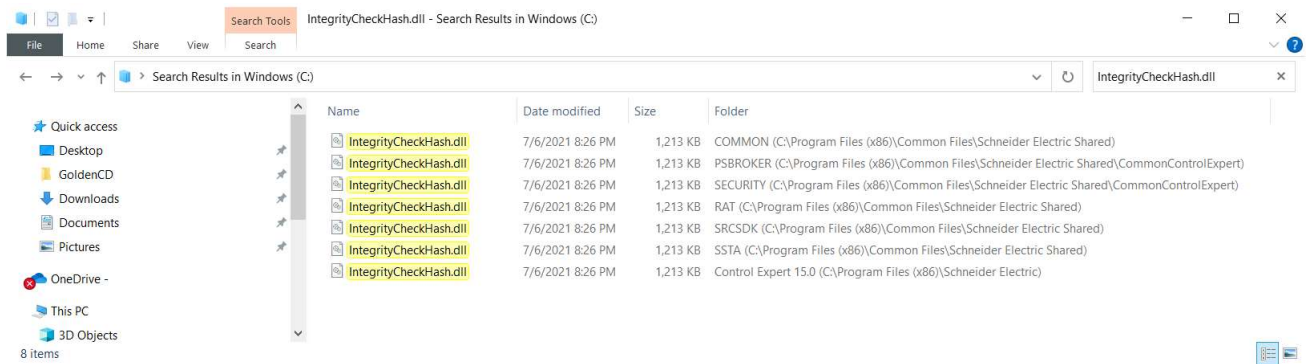 Search Tools IntegrityCheckHash.dll - Search Results in Windows (C:)
File Home Share View Search
Search Results in Windows (C:) IntegrityCheckHash.dll
Name Date modified Size Folder
Quick access
Desktop
GoldenCD
Downloads
Documents
Pictures
OneDrive -
This PC
3D Objects
IntegrityCheckHash.dll 7/6/2021 8:26 PM 1,213 KB COMMON (C:\Program Files (x86)\Common Files\Schneider Electric Shared)
IntegrityCheckHash.dll 7/6/2021 8:26 PM 1,213 KB PSBROKER (C:\Program Files (x86)\Common Files\Schneider Electric Shared\CommonControlExpert)
IntegrityCheckHash.dll 7/6/2021 8:26 PM 1,213 KB SECURITY (C:\Program Files (x86)\Common Files\Schneider Electric Shared\CommonControlExpert)
IntegrityCheckHash.dll 7/6/2021 8:26 PM 1,213 KB RAT (C:\Program Files (x86)\Common Files\Schneider Electric Shared)
IntegrityCheckHash.dll 7/6/2021 8:26 PM 1,213 KB SRCSDK (C:\Program Files (x86)\Common Files\Schneider Electric Shared)
IntegrityCheckHash.dll 7/6/2021 8:26 PM 1,213 KB SSTA (C:\Program Files (x86)\Common Files\Schneider Electric Shared)
IntegrityCheckHash.dll 7/6/2021 8:26 PM 1,213 KB Control Expert 15.0 (C:\Program Files (x86)\Schneider Electric)
8 items